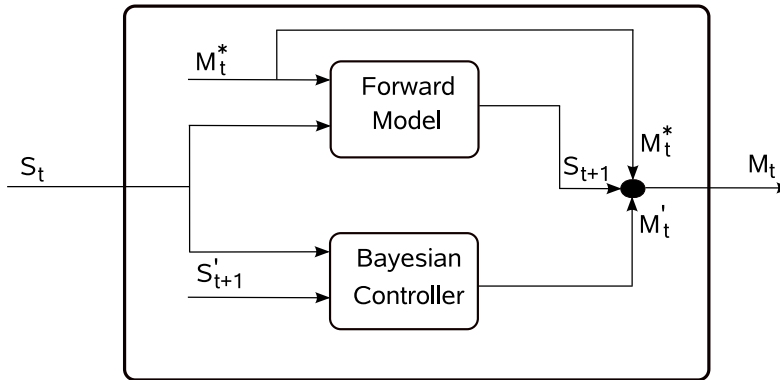 M*t
Forward
Model
M*t
St
St+1
Mt
M't
S't+1
Bayesian
Controller